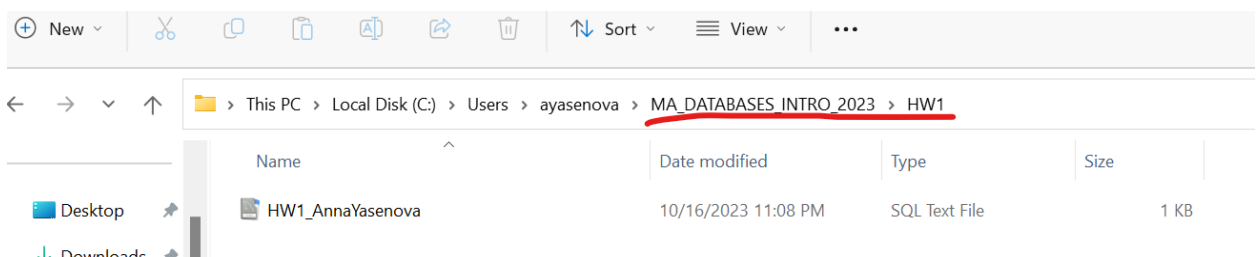 New Sort View
This PC > Local Disk (C:) > Users > ayasenova > MA_DATABASES_INTRO_2023 > HW1
Name Date modified Type Size
Desktop
HW1_AnnaYasenova 10/16/2023 11:08 PM SQL Text File 1 KB
Downloads